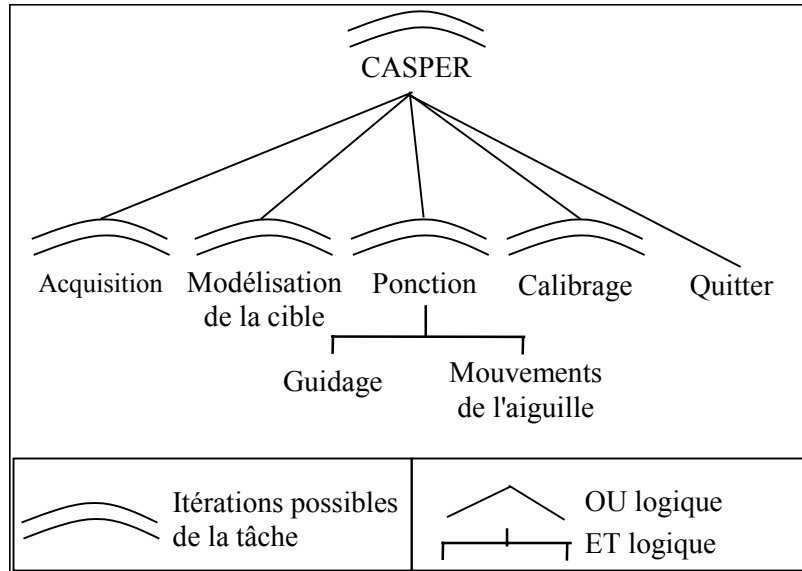 CASPER
Acquisition
Modélisation
de la cible
Ponction
Calibrage
Quitter
Guidage
Mouvements
de l'aiguille
Itérations possibles
de la tâche
OU logique
ET logique